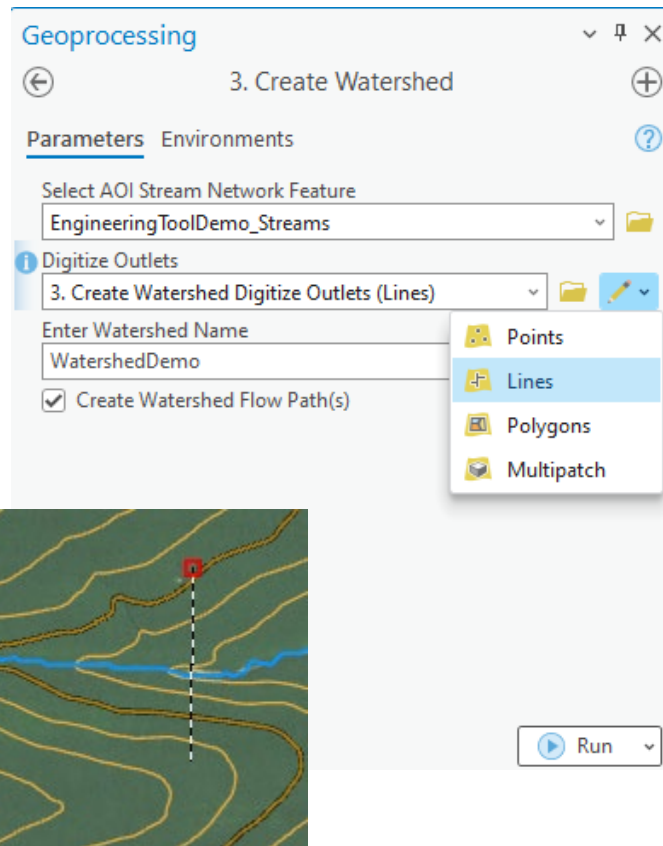 Geoprocessing
3. Create Watershed
Parameters Environments
Select AOI Stream Network Feature
EngineeringToolDemo_Streams
Digitize Outlets
3. Create Watershed Digitize Outlets (Lines)
Enter Watershed Name
WatershedDemo
Create Watershed Flow Path(s)
Points
Lines
Polygons
Multipatch
Run